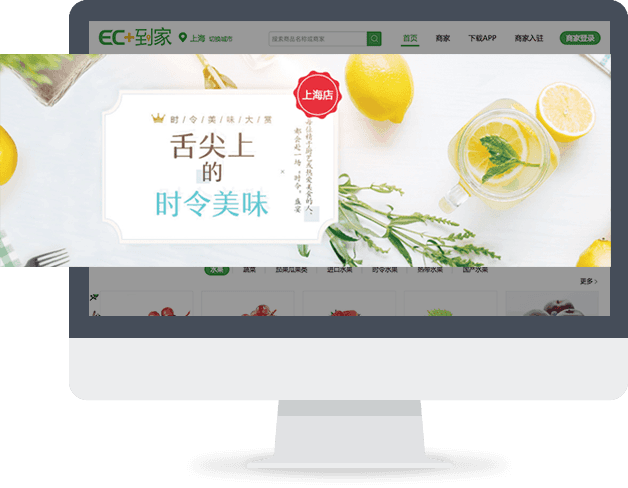 EC+到家 上海 切换城市 搜索商品名称或商家 首页 商家 下载APP 商家入驻 商家登录
上海店
时/令/美/味/大/赏
舌尖上
的
时令美味
水果 蔬菜 茄果瓜果类 进口水果 时令水果 热带水果 国产水果
更多 >